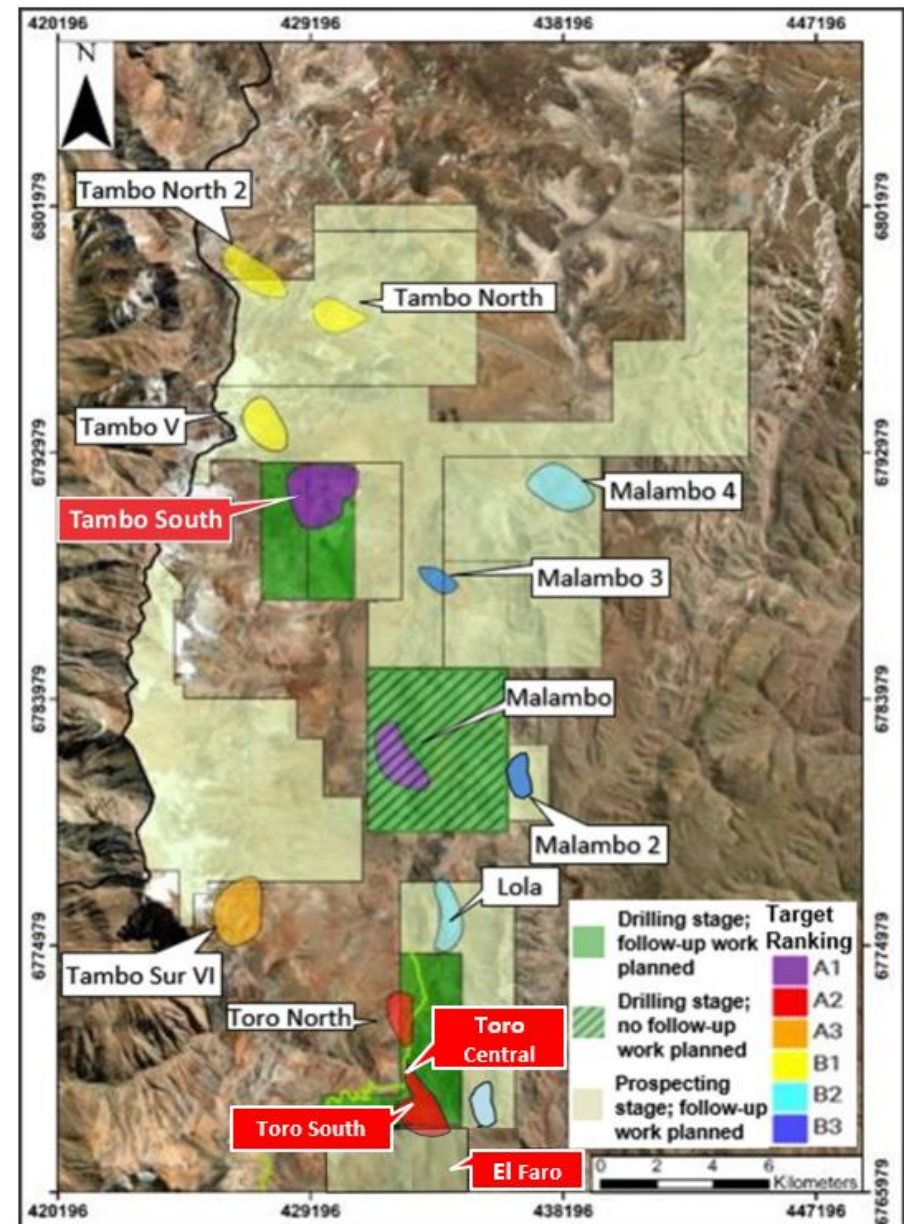 420196 429196 438196 447196
N
6801979 6801979
Tambo North 2
Tambo North
Tambo V
6792979 6792979
Malambo 4
Tambo South
Malambo 3
6783979 6783979
Malambo
Malambo 2
Lola
6774979 6774979
Tambo Sur VI
Toro North
Toro
Central
Toro South
El Faro
Drilling stage;
follow-up work
planned
Drilling stage;
no follow-up
work planned
Prospecting
stage; follow-up
work planned
Target
Ranking
A1
A2
A3
B1
B2
B3
0 2 4 6
Kilometers
6765979 6765979
420196 429196 438196 447196